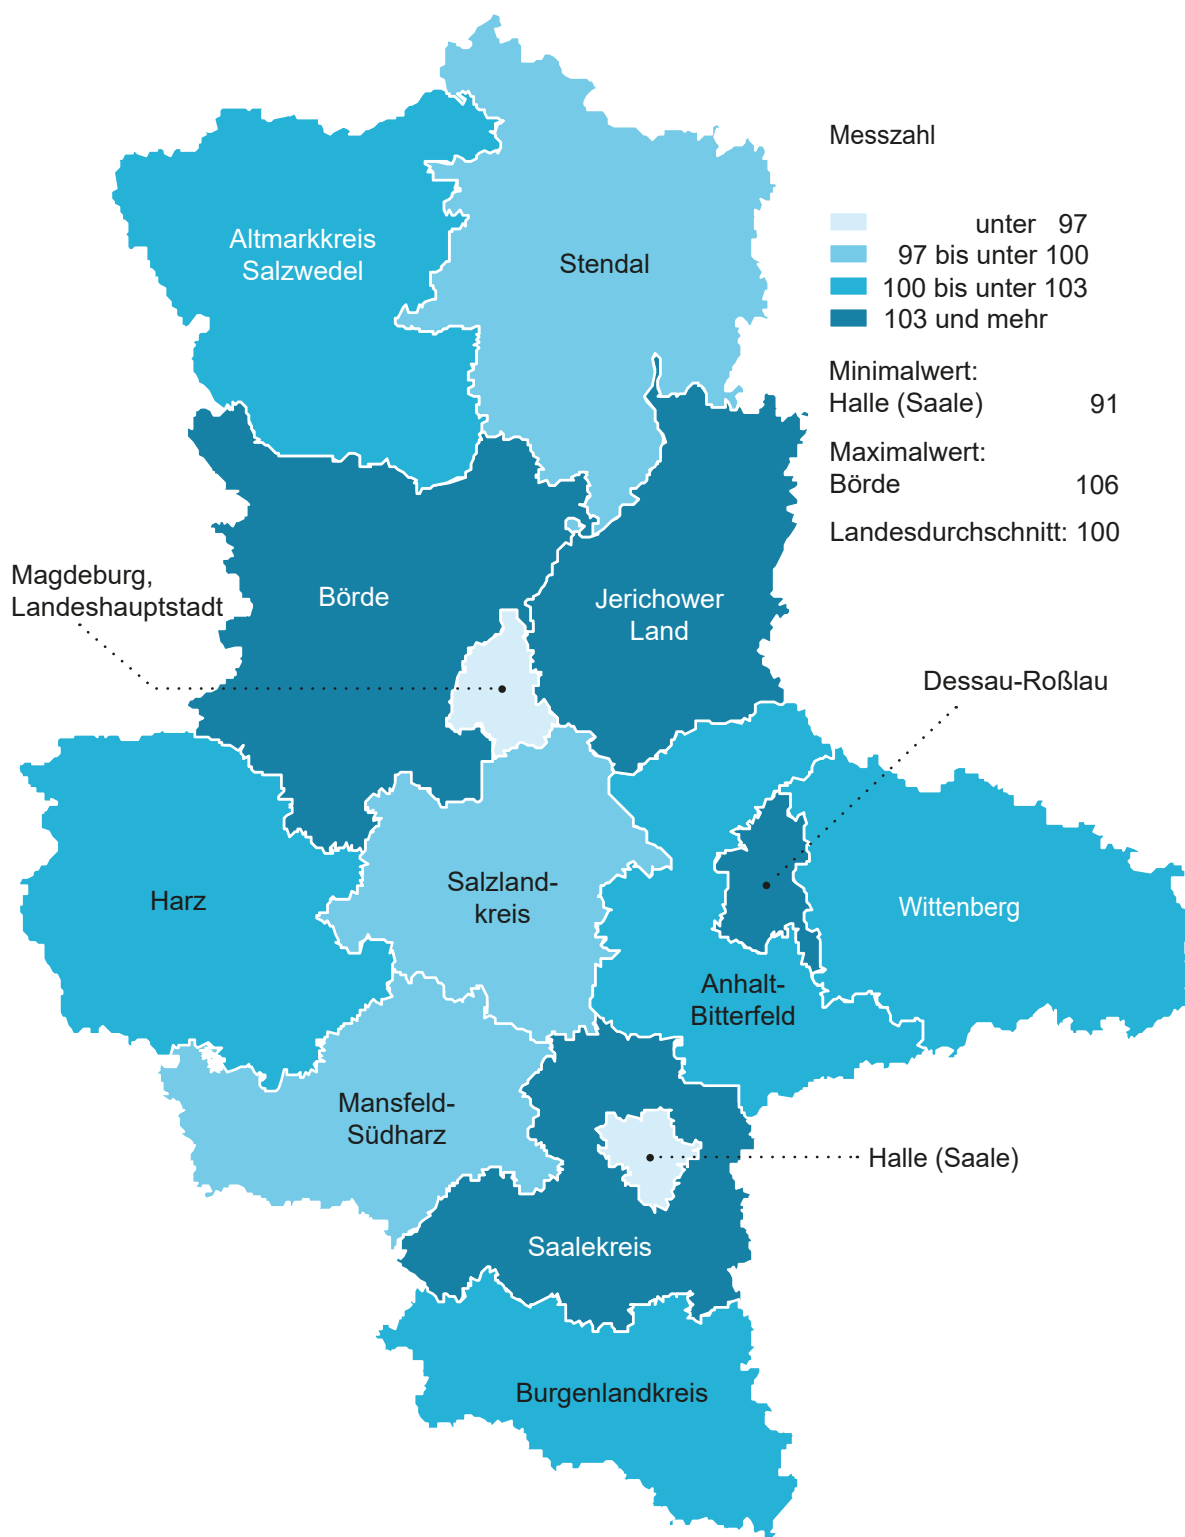 Messzahl
unter 97
97 bis unter 100
100 bis unter 103
103 und mehr
Minimalwert:
Halle (Saale) 91
Maximalwert:
Börde 106
Landesdurchschnitt: 100
Altmarkkreis
Salzwedel
Stendal
Magdeburg,
Landeshauptstadt
Börde
Jerichower
Land
Dessau-Roßlau
Harz
Salzland-
kreis
Wittenberg
Anhalt-
Bitterfeld
Mansfeld-
Südharz
Halle (Saale)
Saalekreis
Burgenlandkreis